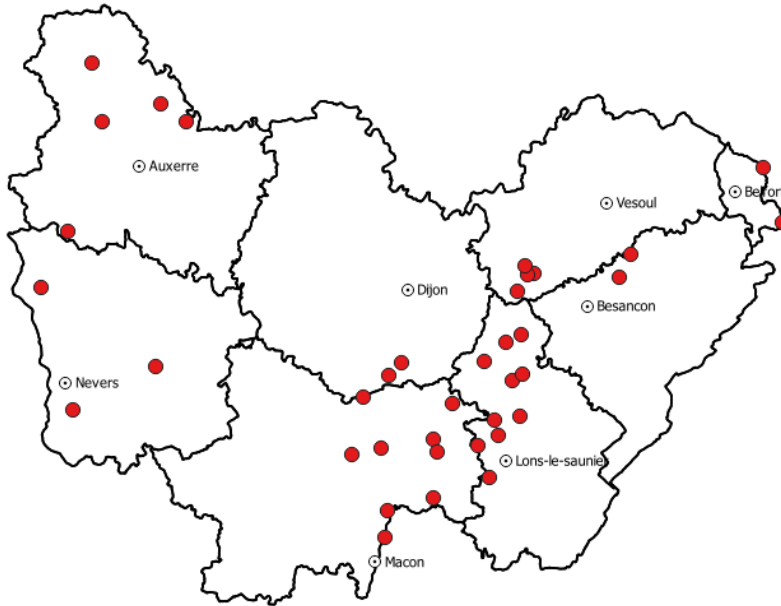 Auxerre
Belfort
Vesoul
Dijon
Besancon
Nevers
Lons-le-saunier
Macon